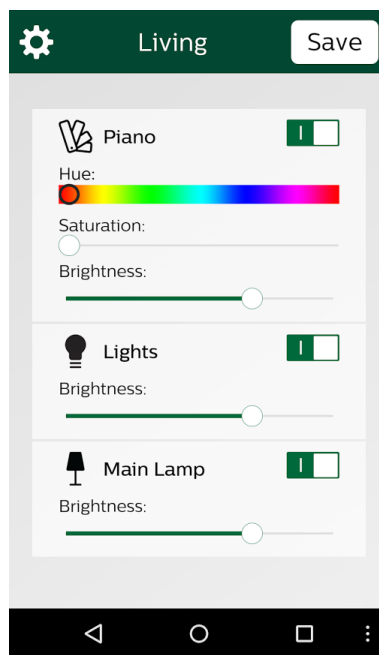 Living
Save
Piano
Hue:
Saturation:
Brightness:
Lights
Brightness:
Main Lamp
Brightness: